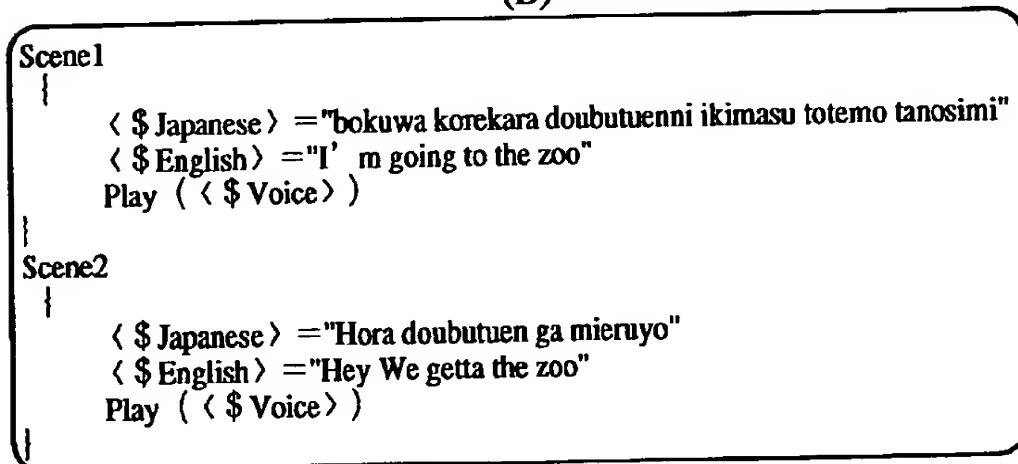 (B)
Scene1
{
〈 $ Japanese 〉 ="bokuwa korekara doubutuenni ikimasu totemo tanosimi"
〈 $ English 〉 ="I’ m going to the zoo"
Play ( 〈 $ Voice 〉 )
}
Scene2
{
〈 $ Japanese 〉 ="Hora doubutuen ga mieruyo"
〈 $ English 〉 ="Hey We getta the zoo"
Play ( 〈 $ Voice 〉 )
}